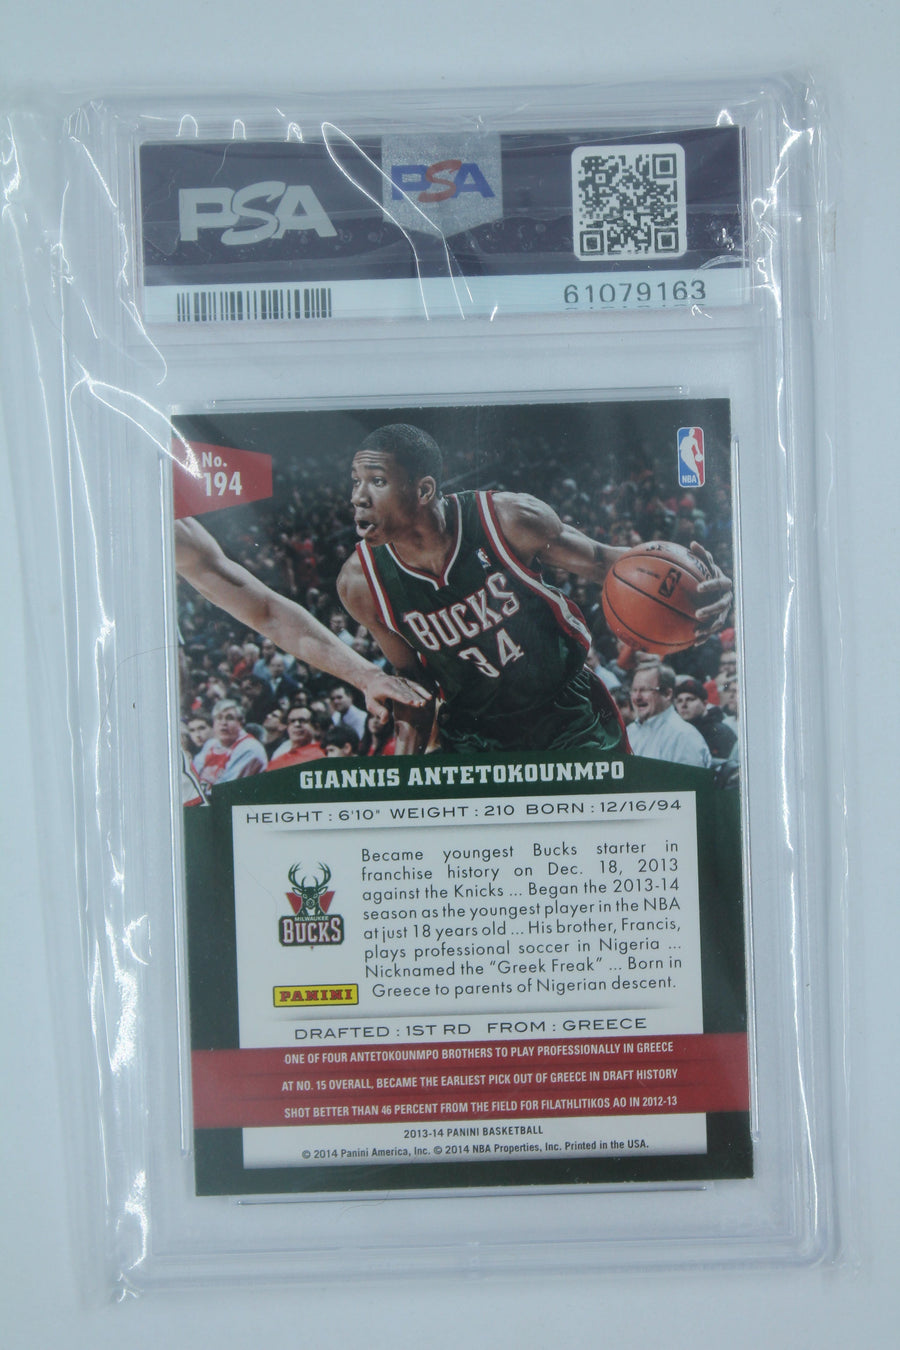 PSA
PSA
61079163
No.
194
NBA
BUCKS
34
GIANNIS ANTETOKOUNMPO
HEIGHT : 6'10" WEIGHT : 210 BORN : 12/16/94
Became youngest Bucks starter in
franchise history on Dec. 18, 2013
against the Knicks ... Began the 2013-14
season as the youngest player in the NBA
at just 18 years old ... His brother, Francis,
plays professional soccer in Nigeria ...
Nicknamed the "Greek Freak" ... Born in
Greece to parents of Nigerian descent.
MILWAUKEE
BUCKS
PANINI
DRAFTED : 1ST RD FROM : GREECE
ONE OF FOUR ANTETOKOUNMPO BROTHERS TO PLAY PROFESSIONALLY IN GREECE
AT NO. 15 OVERALL, BECAME THE EARLIEST PICK OUT OF GREECE IN DRAFT HISTORY
SHOT BETTER THAN 46 PERCENT FROM THE FIELD FOR FILATHLITIKOS AO IN 2012-13
2013-14 PANINI BASKETBALL
© 2014 Panini America, Inc. © 2014 NBA Properties, Inc. Printed in the USA.